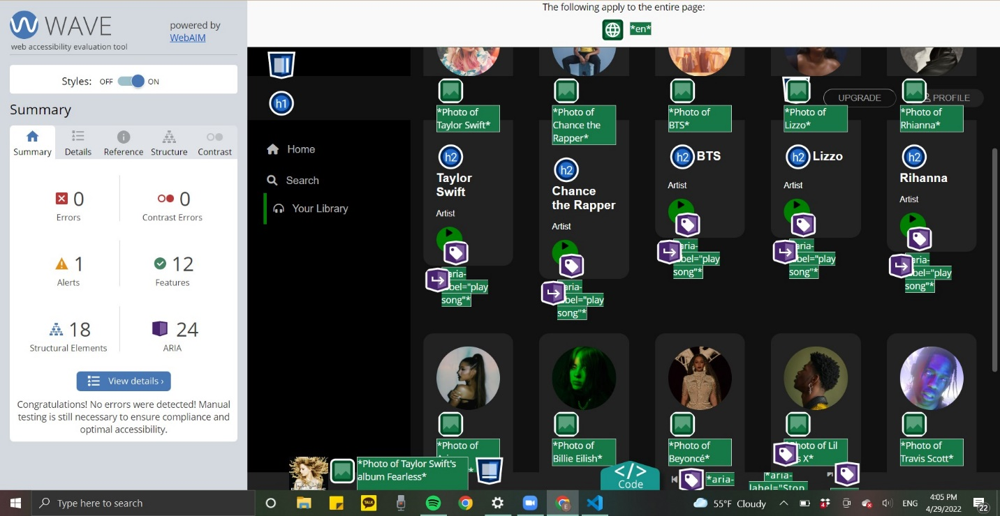 WAVE
powered by
WebAIM
web accessibility evaluation tool
Styles: OFF ON
Summary
Summary Details Reference Structure Contrast
0
Errors
0
Contrast Errors
1
Alerts
12
Features
18
Structural Elements
24
ARIA
View details ›
Congratulations! No errors were detected! Manual
testing is still necessary to ensure compliance and
optimal accessibility.
The following apply to the entire page:
*en*
h1
UPGRADE
PROFILE
Home
Search
Your Library
*Photo of
Taylor Swift*
h2
Taylor
Swift
Artist
aria-
label="play
song"*
*Photo of
Chance the
Rapper*
h2
Chance
the Rapper
Artist
aria-
label="play
song"*
*Photo of
BTS*
h2 BTS
Artist
aria-
label="play
song"*
*Photo of
Lizzo*
h2 Lizzo
Artist
aria-
label="play
song"*
*Photo of
Rhianna*
h2
Rihanna
Artist
aria-
label="play
song"*
*Photo of
*Photo of
Billie Eilish*
*Photo of
Beyoncé*
Photo of Lil
X*
*Photo of
Travis Scott*
*Photo of Taylor Swift's
album Fearless*
</>
Code
*aria-
*aria-
label="Stop
Type here to search
TALK
E
4
55°F Cloudy
ENG
4:05 PM
4/29/2022
22